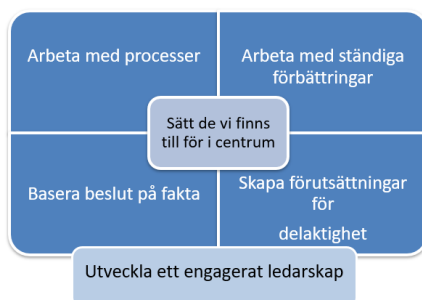 Arbeta med processer
Arbeta med ständiga
förbättringar
Sätt de vi finns
till för i centrum
Basera beslut på fakta
Skapa förutsättningar
för
delaktighet
Utveckla ett engagerat ledarskap